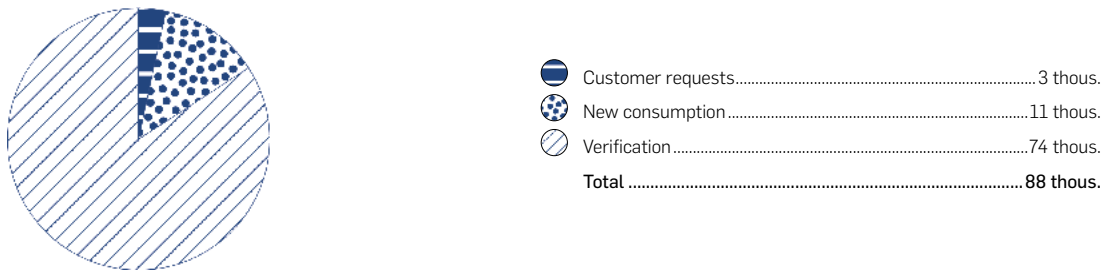 Customer requests........................................................................3 thous.
New consumption........................................................................11 thous.
Verification........................................................................74 thous.
Total ........................................................................88 thous.